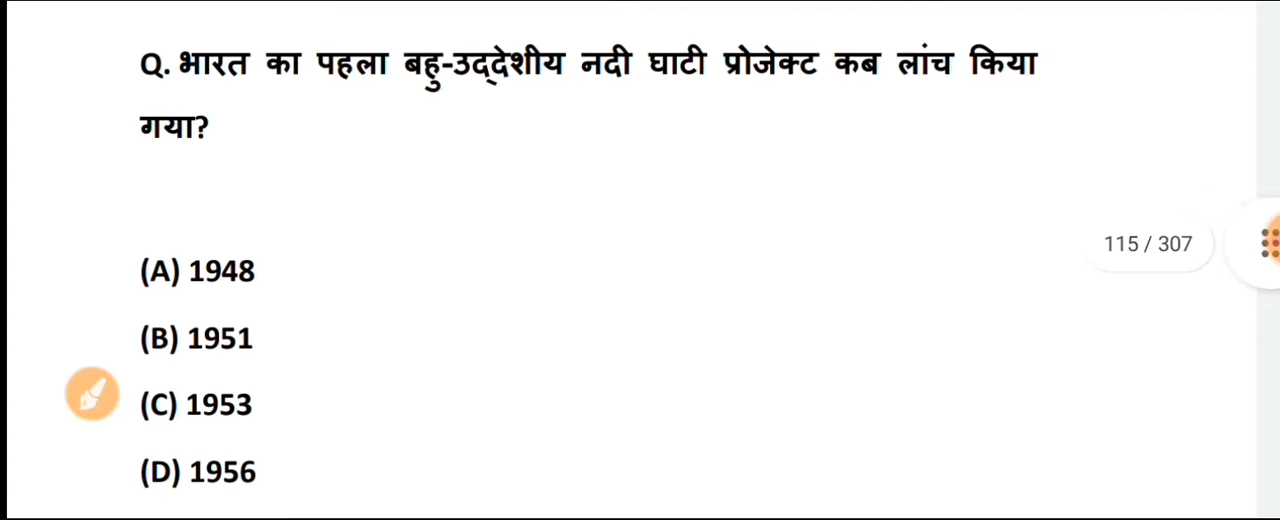 Q. भारत का पहला बहु-उद्देशीय नदी घाटी प्रोजेक्ट कब लांच किया
गया?
115 / 307
(A) 1948
(B) 1951
(C) 1953
(D) 1956